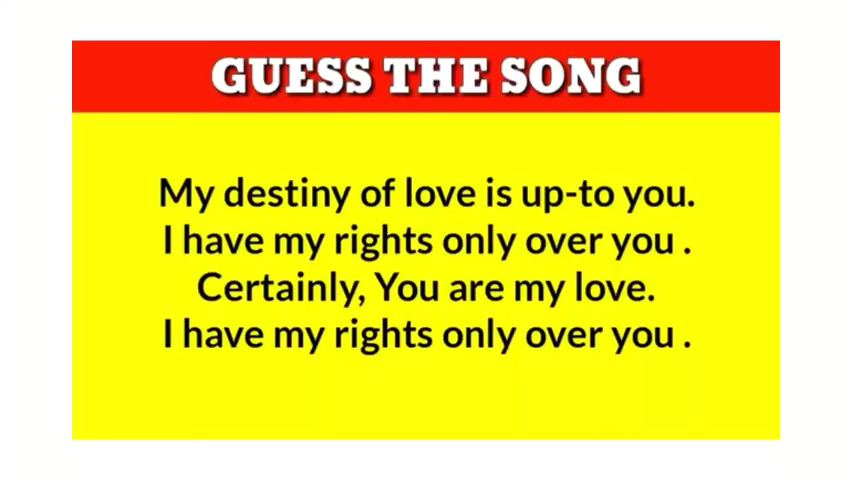 GUESS THE SONG
My destiny of love is up-to you.
I have my rights only over you .
Certainly, You are my love.
I have my rights only over you .